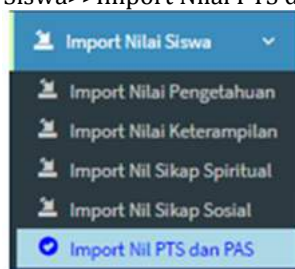 Siswa>>Import Nilai PTS d
Import Nilai Siswa
Import Nilai Pengetahuan
Import Nilai Keterampilan
Import Nil Sikap Spiritual
Import Nil Sikap Sosial
Import Nil PTS dan PAS